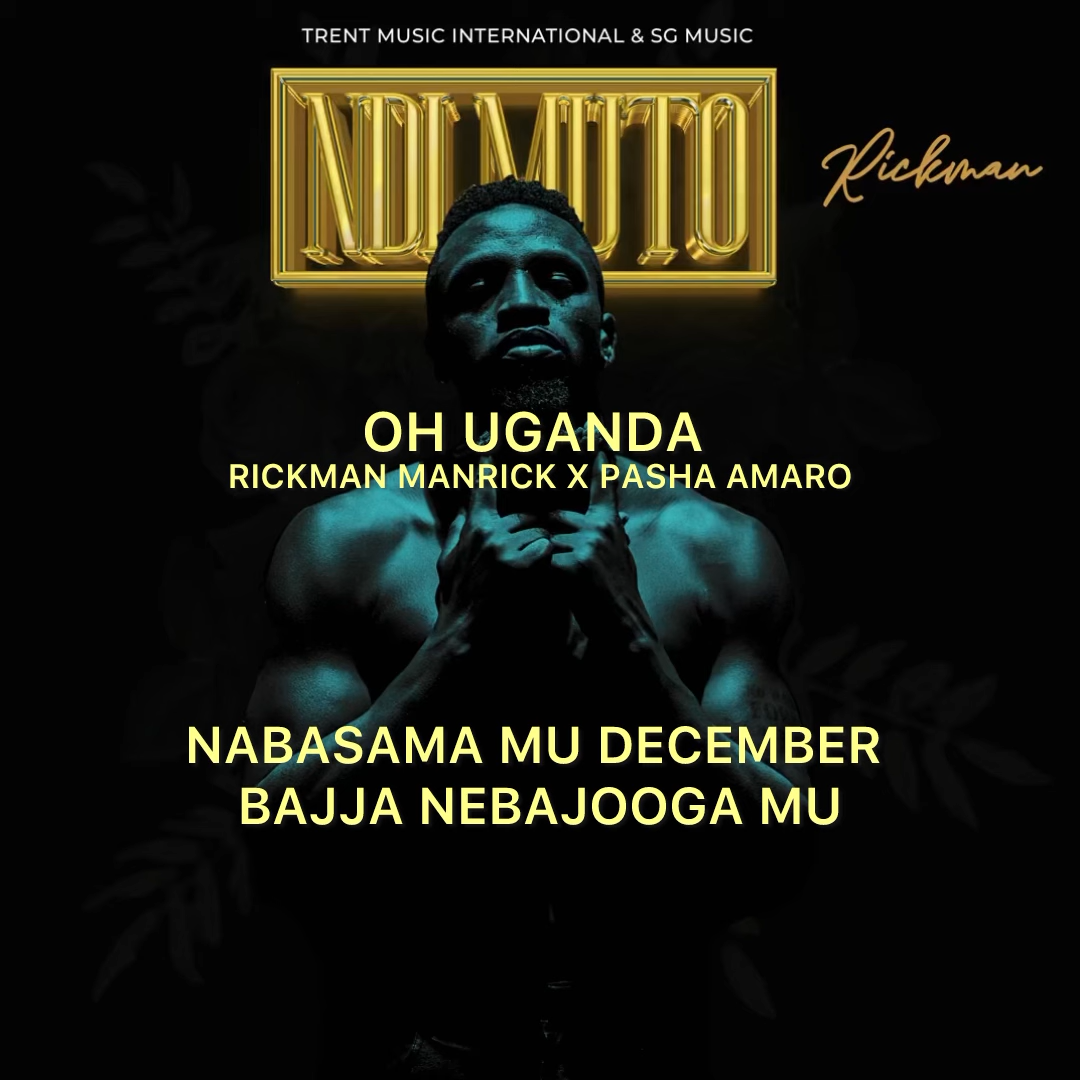 TRENT MUSIC INTERNATIONAL & SG MUSIC
NDI MUTO
Rickman
OH UGANDA
RICKMAN MANRICK X PASHA AMARO
NABASAMA MU DECEMBER
BAJJA NEBAJOOGA MU